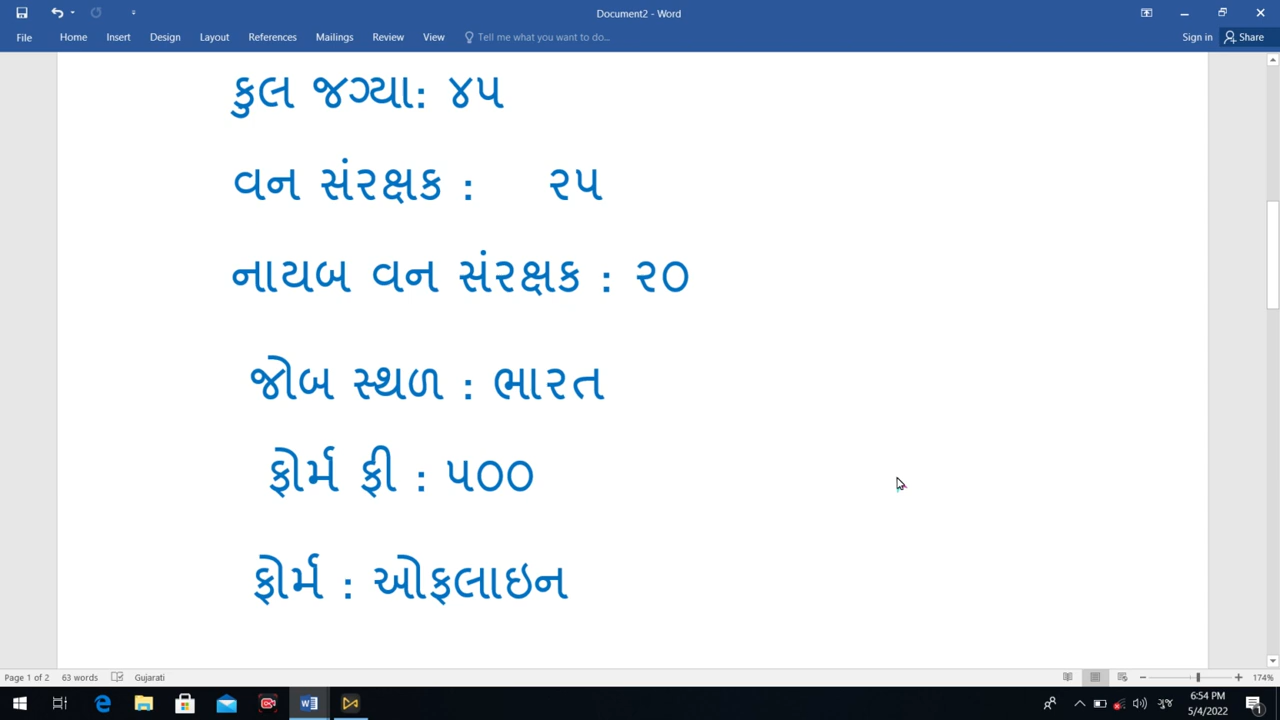 Document2 - Word
File Home Insert Design Layout References Mailings Review View Tell me what you want to do... Sign in Share
કુલ જગ્યા: ૪૫
વન સંરક્ષક : ૨૫
નાયબ વન સંરક્ષક : ૨૦
જોબ સ્થળ : ભારત
ફોર્મ ફી : ૫૦૦
ફોર્મ : ઓફલાઇન
Page 1 of 2 63 words Gujarati 174%
6:54 PM
5/4/2022